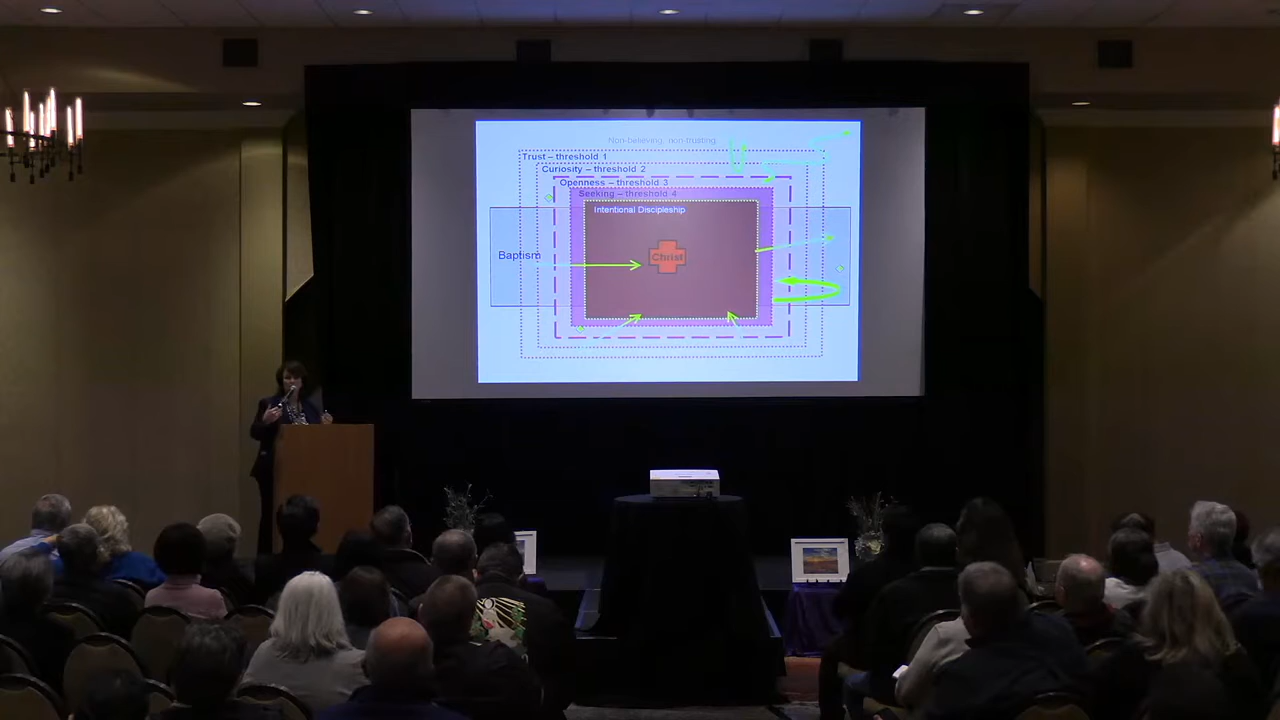 Non-believing, non-trusting
Trust – threshold 1
Curiosity – threshold 2
Openness – threshold 3
Seeking – threshold 4
Intentional Discipleship
Baptism
Christ